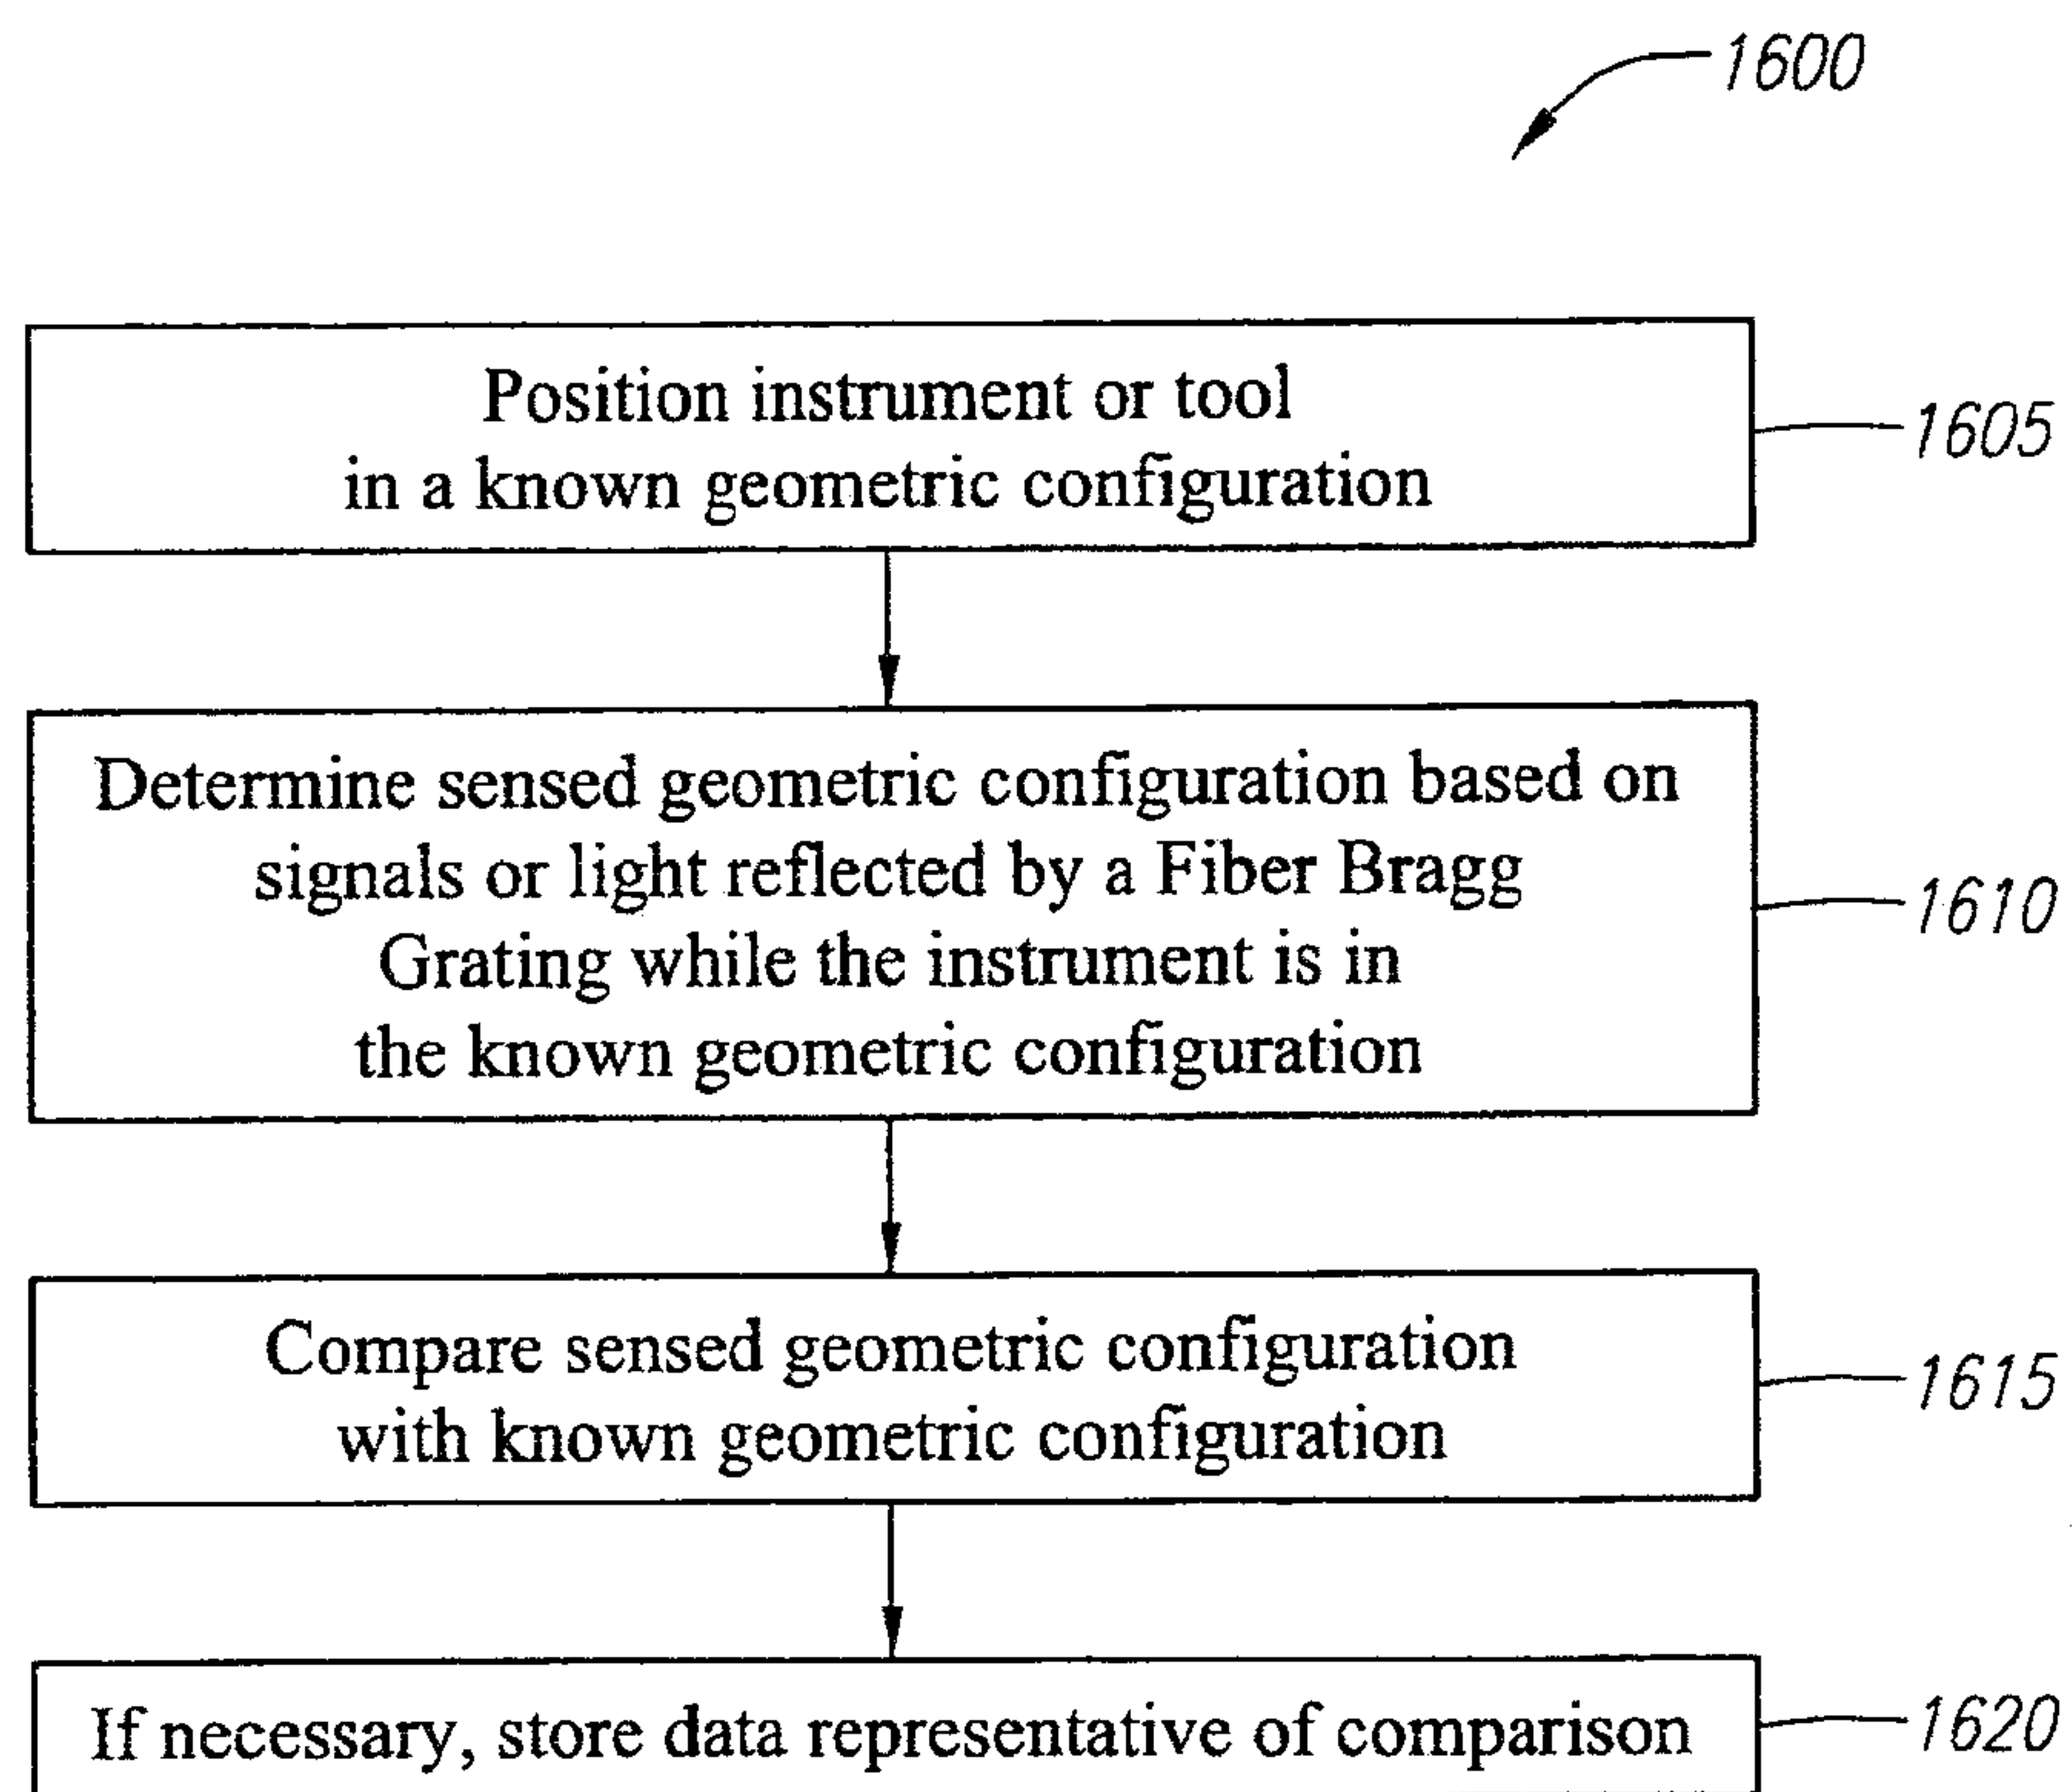 1600
Position instrument or tool
in a known geometric configuration
1605
Determine sensed geometric configuration based on
signals or light reflected by a Fiber Bragg
Grating while the instrument is in
the known geometric configuration
1610
Compare sensed geometric configuration
with known geometric configuration
1615
If necessary, store data representative of comparison
1620